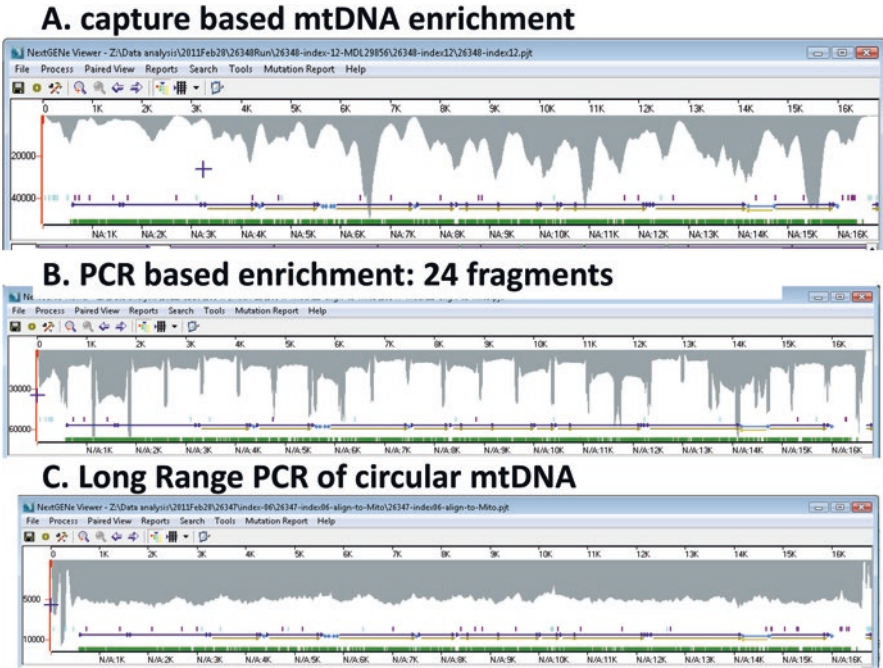 A. capture based mtDNA enrichment
NextGENe Viewer - Z:\Data analysis\2011Feb28\26348Run\26348-index-12-MDL29856\26348-index12\26348-index12.pjt
File Process Paired View Reports Search Tools Mutation Report Help
0 1K 2K 3K 4K 5K 6K 7K 8K 9K 10K 11K 12K 13K 14K 15K 16K
20000
40000
NA:1K NA:2K NA:3K NA:4K NA:5K NA:6K NA:7K NA:8K NA:9K NA:10K NA:11K NA:12K NA:13K NA:14K NA:15K NA:16K
B. PCR based enrichment: 24 fragments
File Process Paired View Reports Search Tools Mutation Report Help
0 1K 2K 3K 4K 5K 6K 7K 8K 9K 10K 11K 12K 13K 14K 15K 16K
30000
60000
N/A:1K N/A:2K N/A:3K N/A:4K N/A:5K N/A:6K N/A:7K N/A:8K N/A:9K N/A:10K N/A:11K N/A:12K N/A:13K N/A:14K N/A:15K N/A:16K
C. Long Range PCR of circular mtDNA
NextGENe Viewer - Z:\Data analysis\2011Feb28\26347\index-06\26347-index06-align-to-Mito\26347-index06-align-to-Mito.pjt
File Process Paired View Reports Search Tools Mutation Report Help
0 1K 2K 3K 4K 5K 6K 7K 8K 9K 10K 11K 12K 13K 14K 15K 16K
5000
10000
N/A:1K N/A:2K N/A:3K N/A:4K N/A:5K N/A:6K N/A:7K N/A:8K N/A:9K N/A:10K N/A:11K N/A:12K N/A:13K N/A:14K N/A:15K N/A:16K